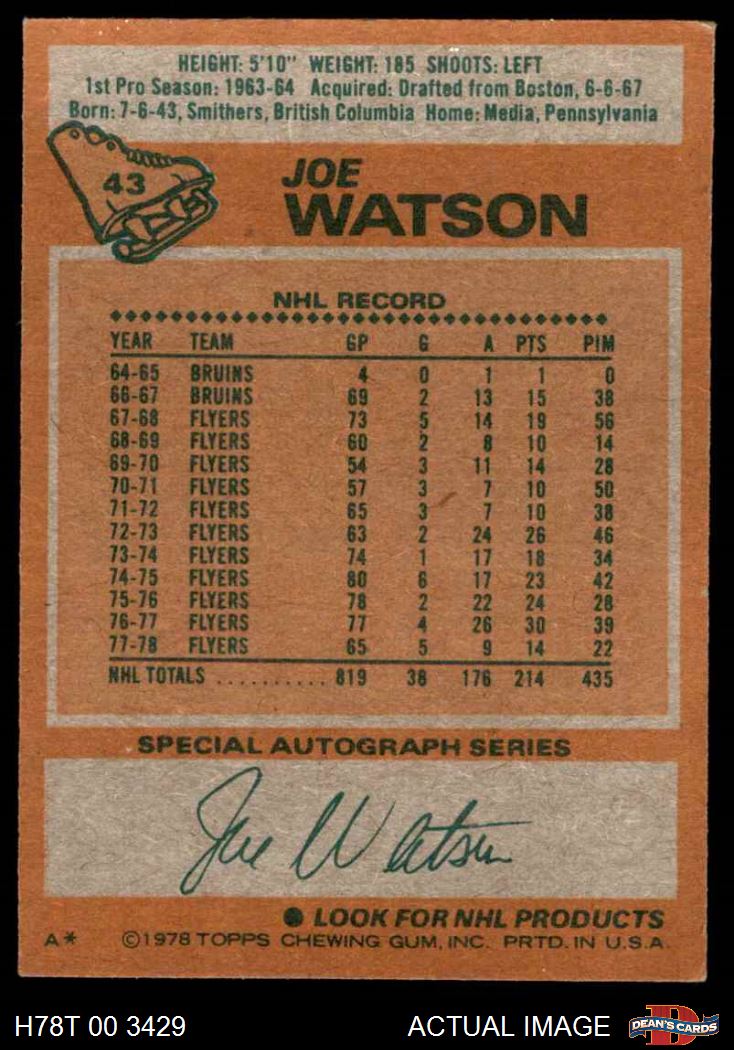 HEIGHT: 5'10" WEIGHT: 185 SHOOTS: LEFT
1st Pro Season: 1963-64 Acquired: Drafted from Boston, 6-6-67
Born: 7-6-43, Smithers, British Columbia Home: Media, Pennsylvania
43
JOE
WATSON
NHL RECORD
YEAR TEAM GP G A PTS PIM
64-65 BRUINS 4 0 1 1 0
66-67 BRUINS 69 2 13 15 38
67-68 FLYERS 73 5 14 19 56
68-69 FLYERS 60 2 8 10 14
69-70 FLYERS 54 3 11 14 28
70-71 FLYERS 57 3 7 10 50
71-72 FLYERS 65 3 7 10 38
72-73 FLYERS 63 2 24 26 46
73-74 FLYERS 74 1 17 18 34
74-75 FLYERS 80 6 17 23 42
75-76 FLYERS 78 2 22 24 28
76-77 FLYERS 77 4 26 30 39
77-78 FLYERS 65 5 9 14 22
NHL TOTALS .......... 819 38 176 214 435
SPECIAL AUTOGRAPH SERIES
Joe Watson
● LOOK FOR NHL PRODUCTS
A* ©1978 TOPPS CHEWING GUM, INC. PRTD. IN U.S.A.
H78T 00 3429 ACTUAL IMAGE DEAN'S CARDS